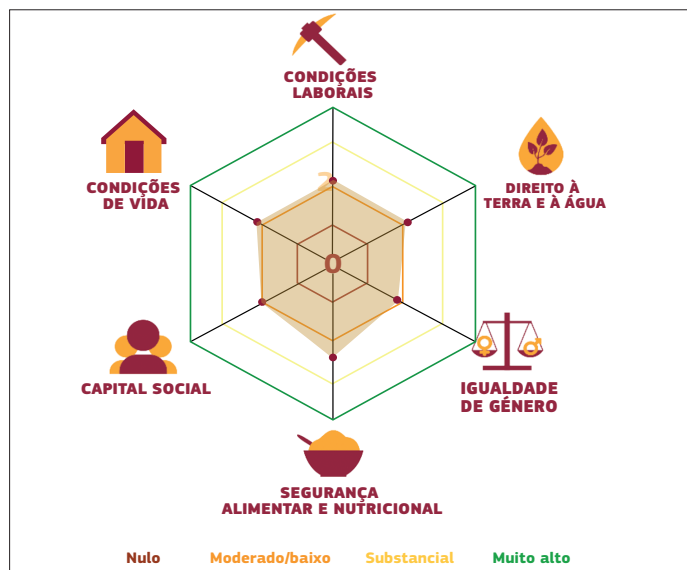 CONDIÇÕES
LABORAIS
CONDIÇÕES
DE VIDA
DIREITO À
TERRA E À ÁGUA
2
0
CAPITAL SOCIAL
IGUALDADE
DE GÉNERO
SEGURANÇA
ALIMENTAR E NUTRICIONAL
Nulo Moderado/baixo Substancial Muito alto